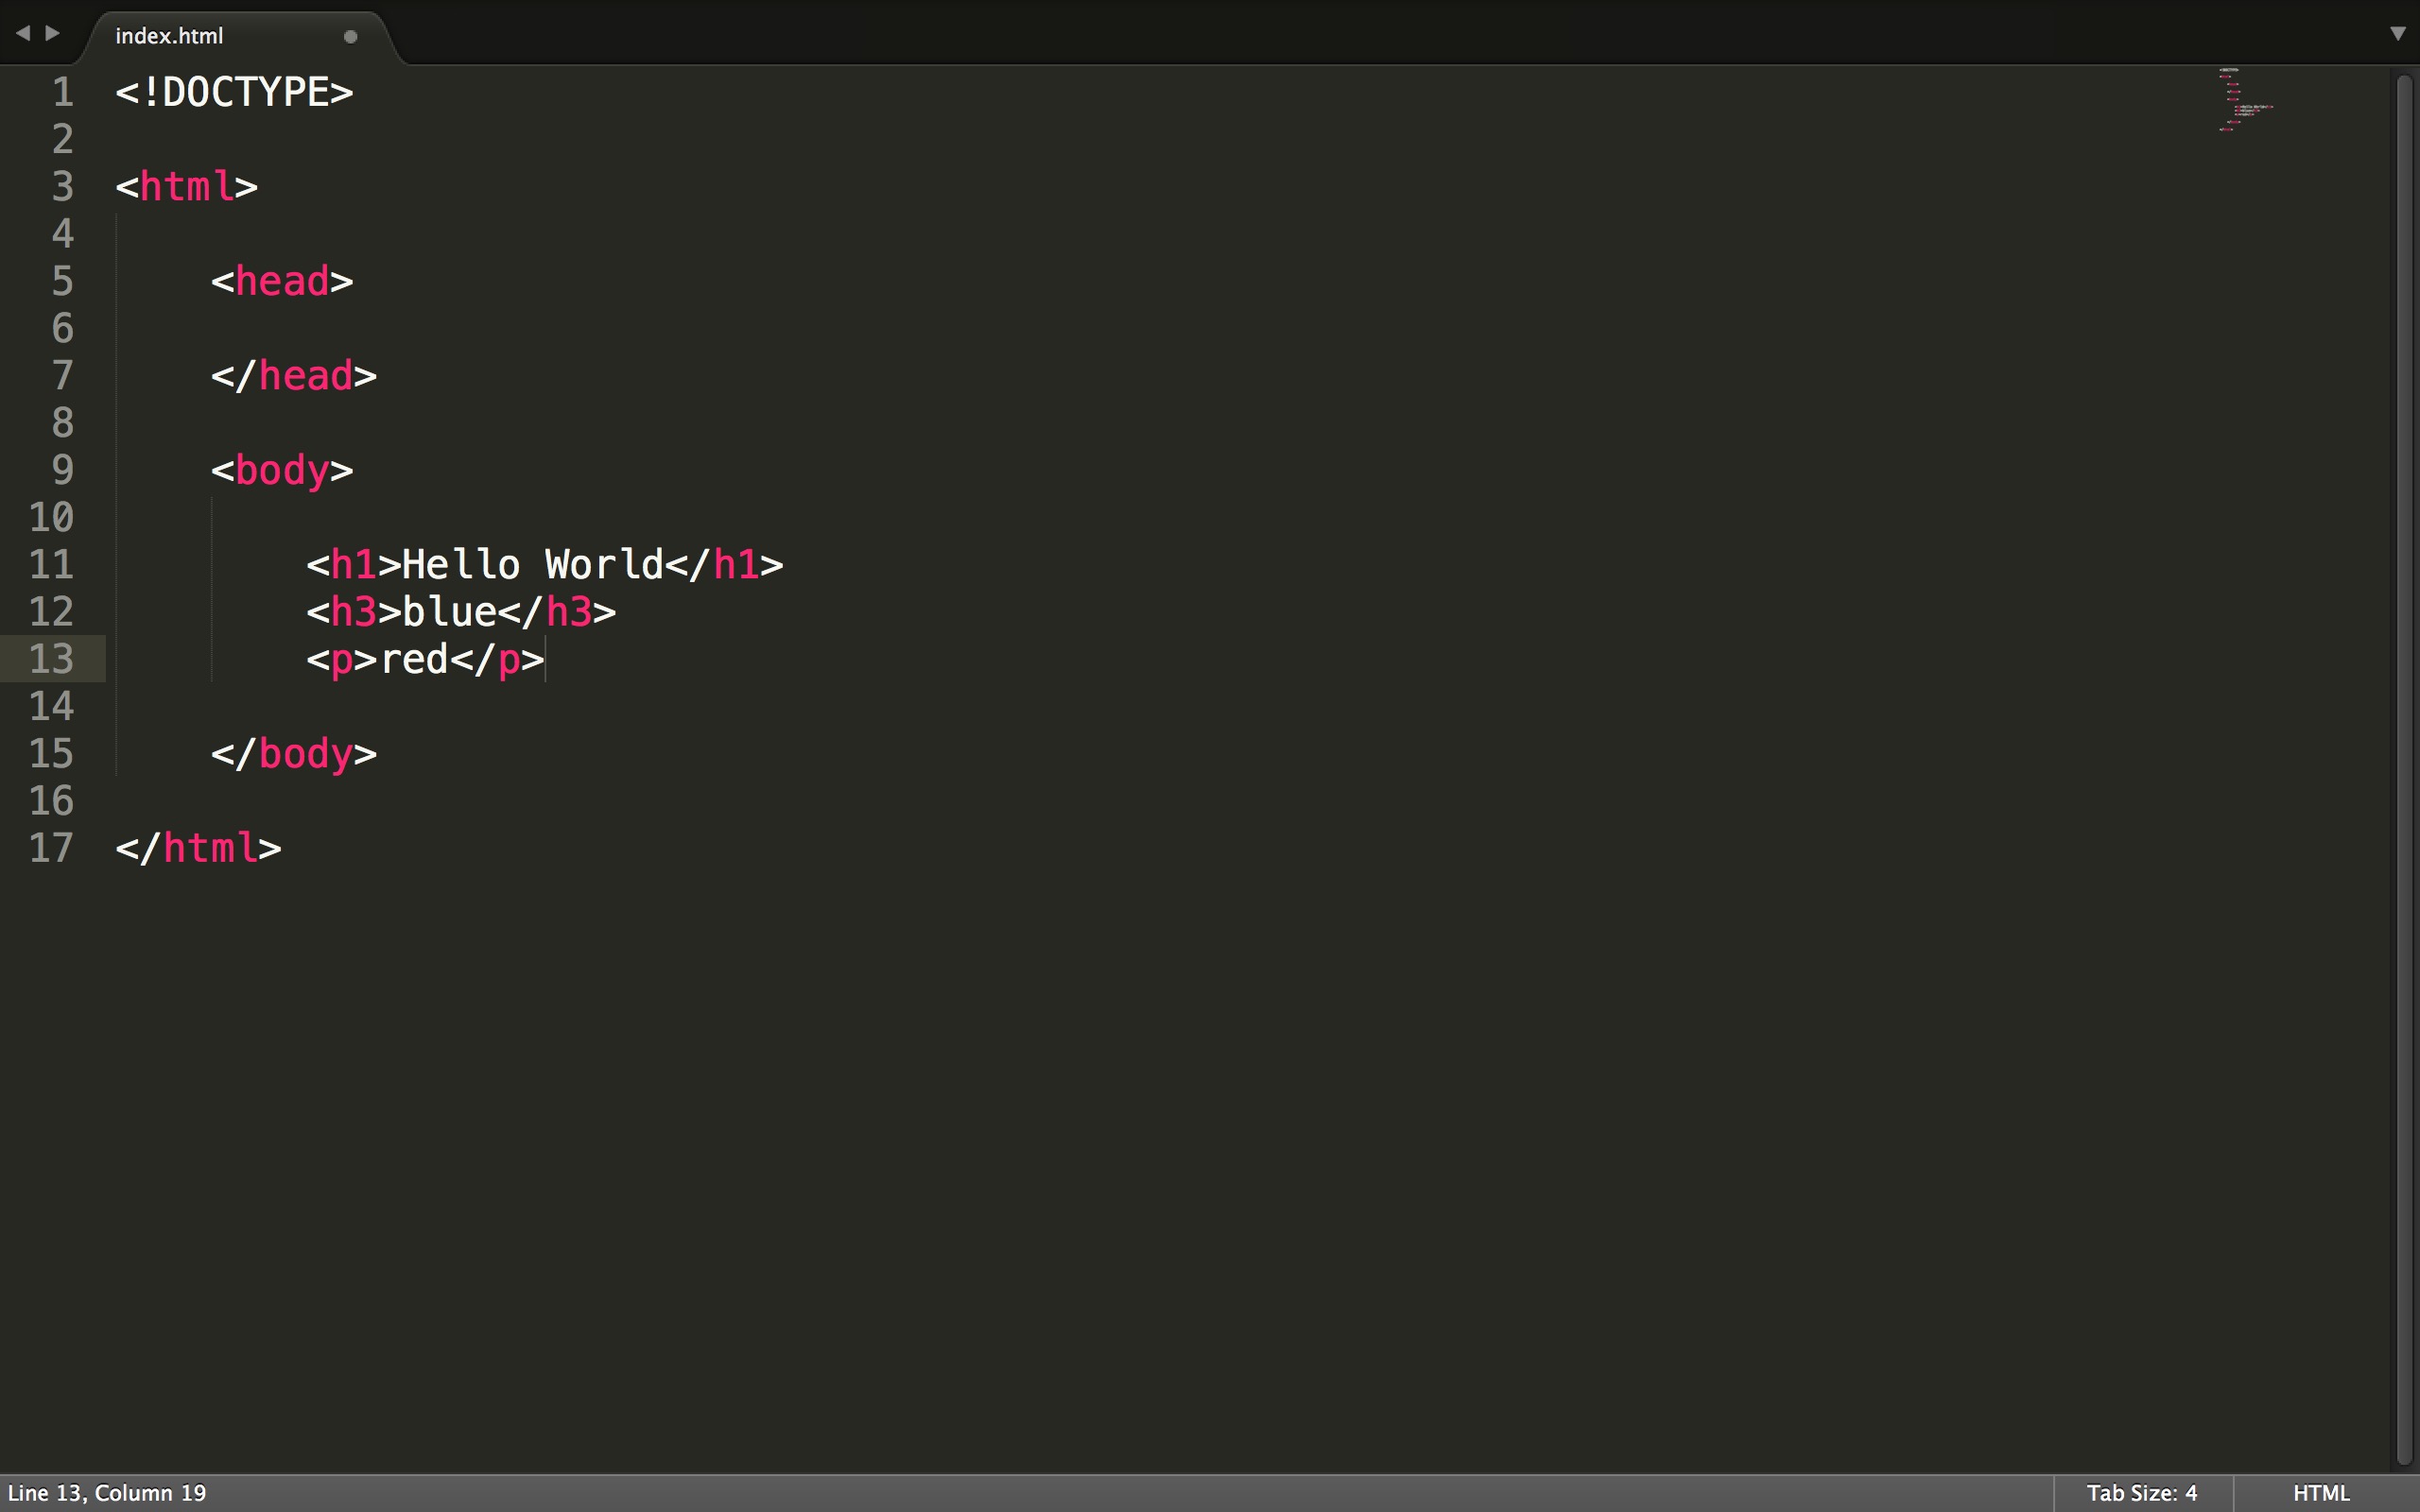 index.html
1 <!DOCTYPE>
2
3 <html>
4
5     <head>
6
7     </head>
8
9     <body>
10
11         <h1>Hello World</h1>
12         <h3>blue</h3>
13         <p>red</p>
14
15     </body>
16
17 </html>
Line 13, Column 19 Tab Size: 4 HTML